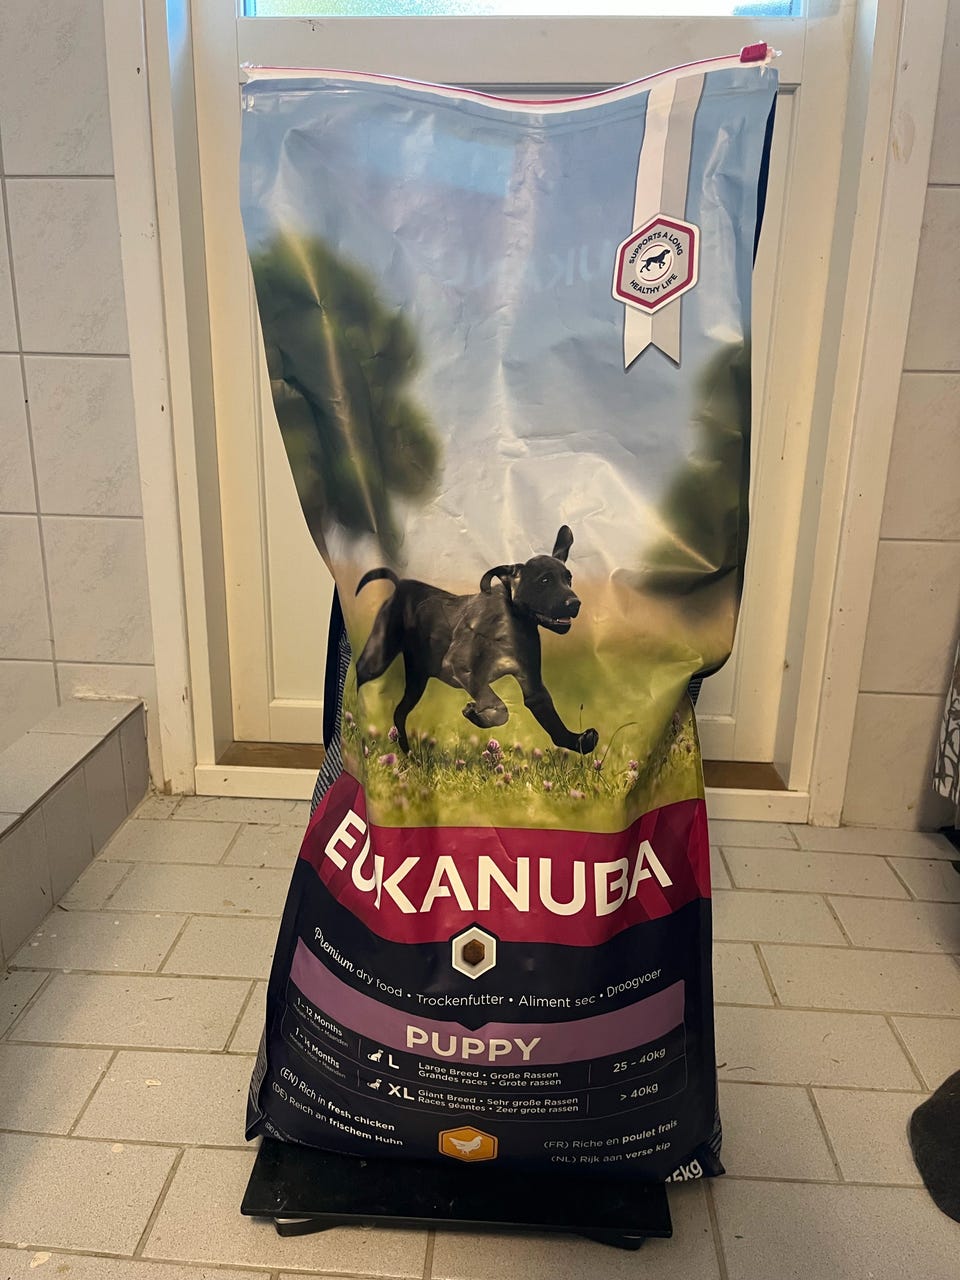 SUPPORTS A LONG
HEALTHY LIFE
EUKANUBA
Premium dry food • Trockenfutter • Aliment sec • Droogvoer
PUPPY
1 - 12 Months
L
Large Breed • Große Rassen
Grandes races • Grote rassen
25 - 40kg
1 - 14 Months
XL
Giant Breed • Sehr große Rassen
Races géantes • Zeer grote rassen
> 40kg
(EN) Rich in fresh chicken
(DE) Reich an frischem Huhn
(FR) Riche en poulet frais
(NL) Rijk aan verse kip